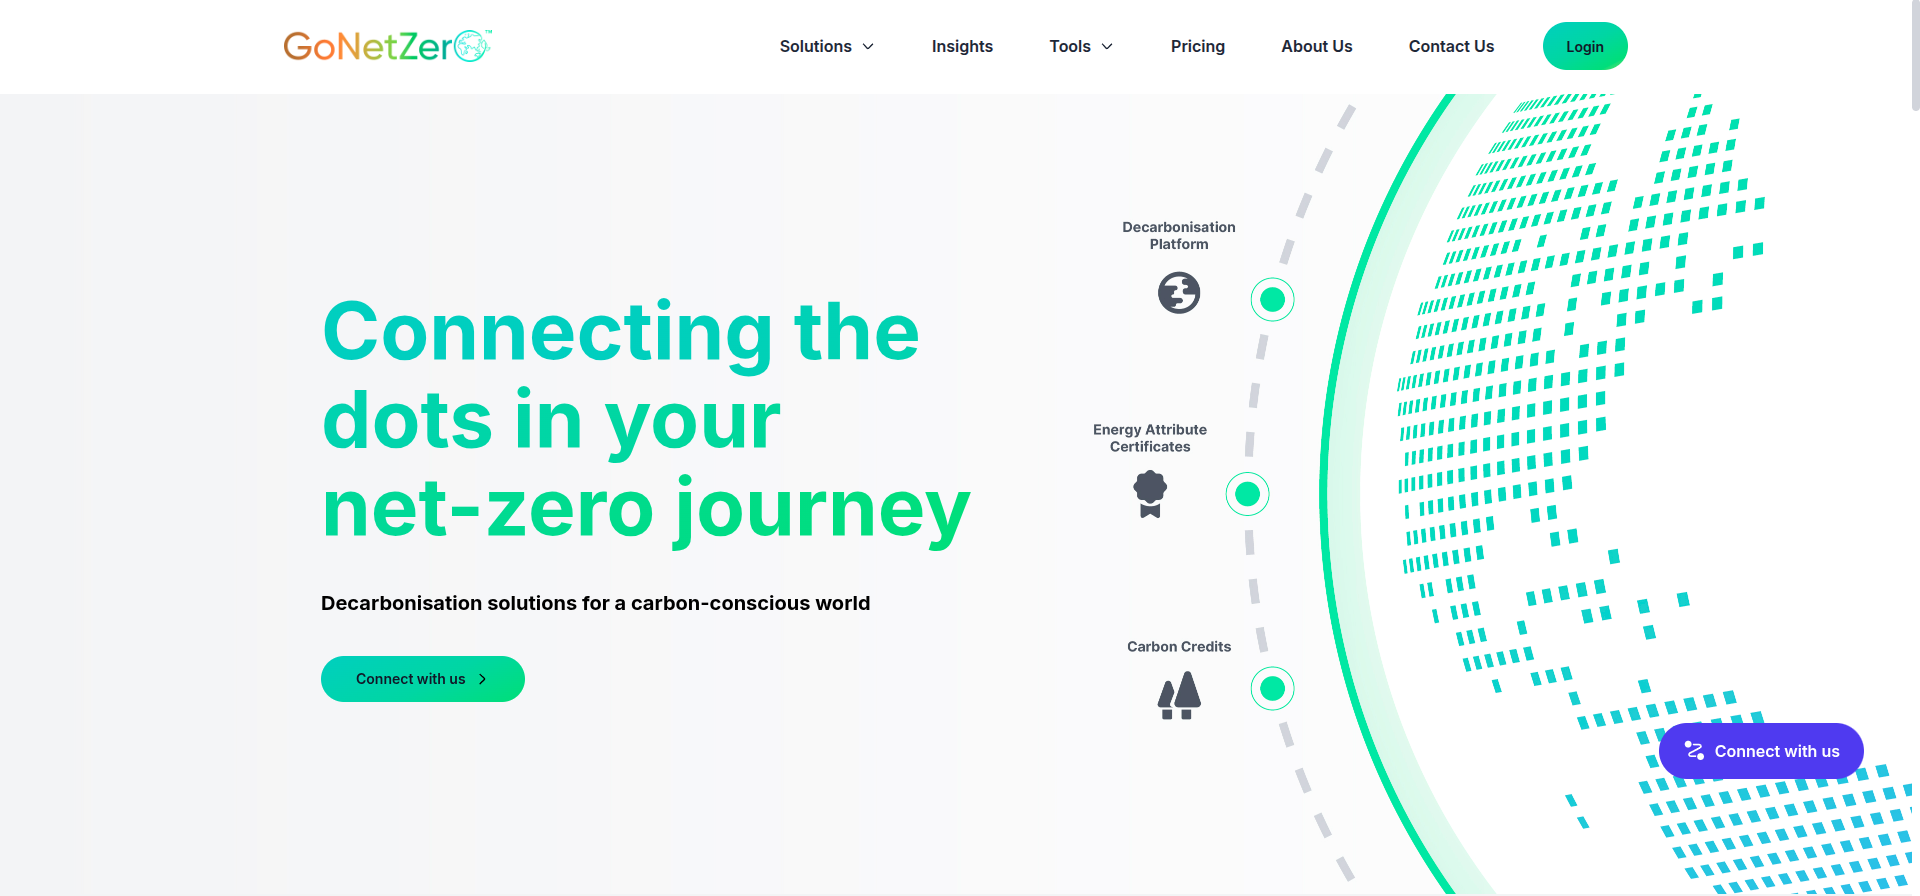 GoNetZero™
Solutions
Insights
Tools
Pricing
About Us
Contact Us
Login
Decarbonisation
Platform
Connecting the
dots in your
net-zero journey
Energy Attribute
Certificates
Decarbonisation solutions for a carbon-conscious world
Carbon Credits
Connect with us
Connect with us